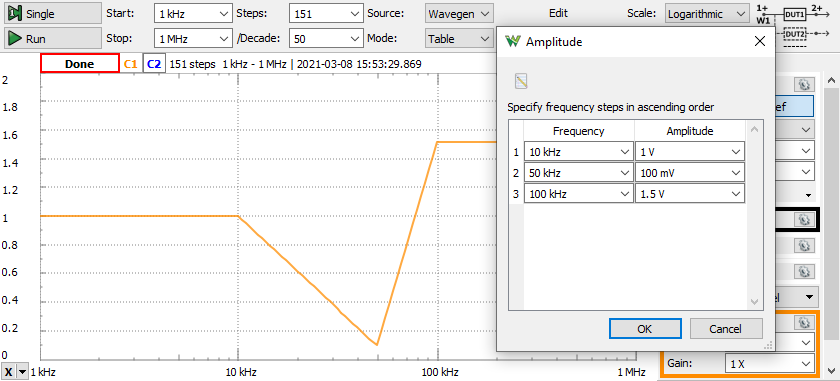 Single Start: 1 kHz Steps: 151 Source: Wavegen Edit Scale: Logarithmic 1+ 2+
W1 DUT1
Run Stop: 1 MHz /Decade: 50 Mode: Table DUT2
Amplitude
Done C1 C2 151 steps 1 kHz - 1 MHz | 2021-03-08 15:53:29.869
Specify frequency steps in ascending order
Frequency Amplitude
1 10 kHz 1 V
2 50 kHz 100 mV
3 100 kHz 1.5 V
OK Cancel
2
1.8
1.6
1.4
1.2
1
0.8
0.6
0.4
0.2
0
X 1 kHz 10 kHz 100 kHz 1 MHz
Gain: 1 X